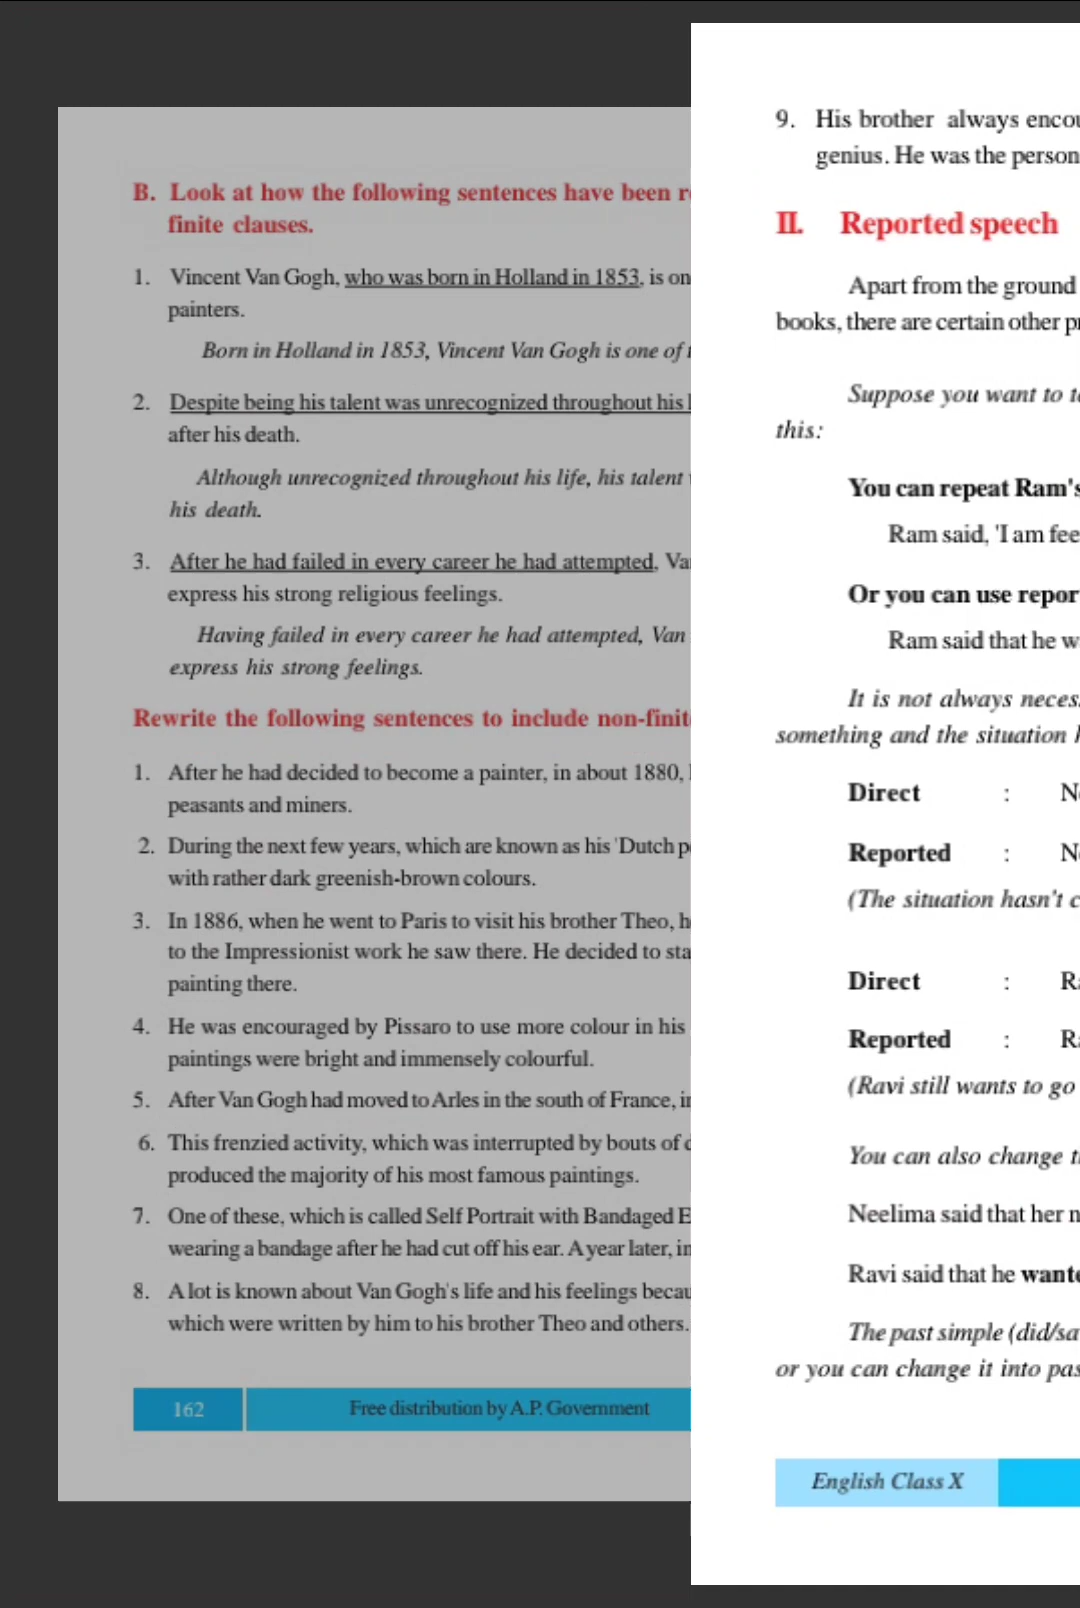 B. Look at how the following sentences have been
finite clauses.
1. Vincent Van Gogh, who was born in Holland in 1853, is on
painters.
Born in Holland in 1853, Vincent Van Gogh is one of
2. Despite being his talent was unrecognized throughout his
after his death.
Although unrecognized throughout his life, his talent
his death.
3. After he had failed in every career he had attempted, Va
express his strong religious feelings.
Having failed in every career he had attempted, Van
express his strong feelings.
Rewrite the following sentences to include non-finit
1. After he had decided to become a painter, in about 1880,
peasants and miners.
2. During the next few years, which are known as his 'Dutch p
with rather dark greenish-brown colours.
3. In 1886, when he went to Paris to visit his brother Theo, h
to the Impressionist work he saw there. He decided to sta
painting there.
4. He was encouraged by Pissaro to use more colour in his
paintings were bright and immensely colourful.
5. After Van Gogh had moved to Arles in the south of France, in
6. This frenzied activity, which was interrupted by bouts of d
produced the majority of his most famous paintings.
7. One of these, which is called Self Portrait with Bandaged E
wearing a bandage after he had cut off his ear. A year later, in
8. A lot is known about Van Gogh's life and his feelings becau
which were written by him to his brother Theo and others.
162 Free distribution by A.P. Government
9. His brother always encou
genius. He was the person
II. Reported speech
Apart from the ground
books, there are certain other pr
Suppose you want to te
this:
You can repeat Ram's
Ram said, 'I am fee
Or you can use repor
Ram said that he wa
It is not always neces
something and the situation h
Direct : Ne
Reported : Ne
(The situation hasn't c
Direct : Ra
Reported : Ra
(Ravi still wants to go
You can also change th
Neelima said that her n
Ravi said that he wante
The past simple (did/sa
or you can change it into pas
English Class X